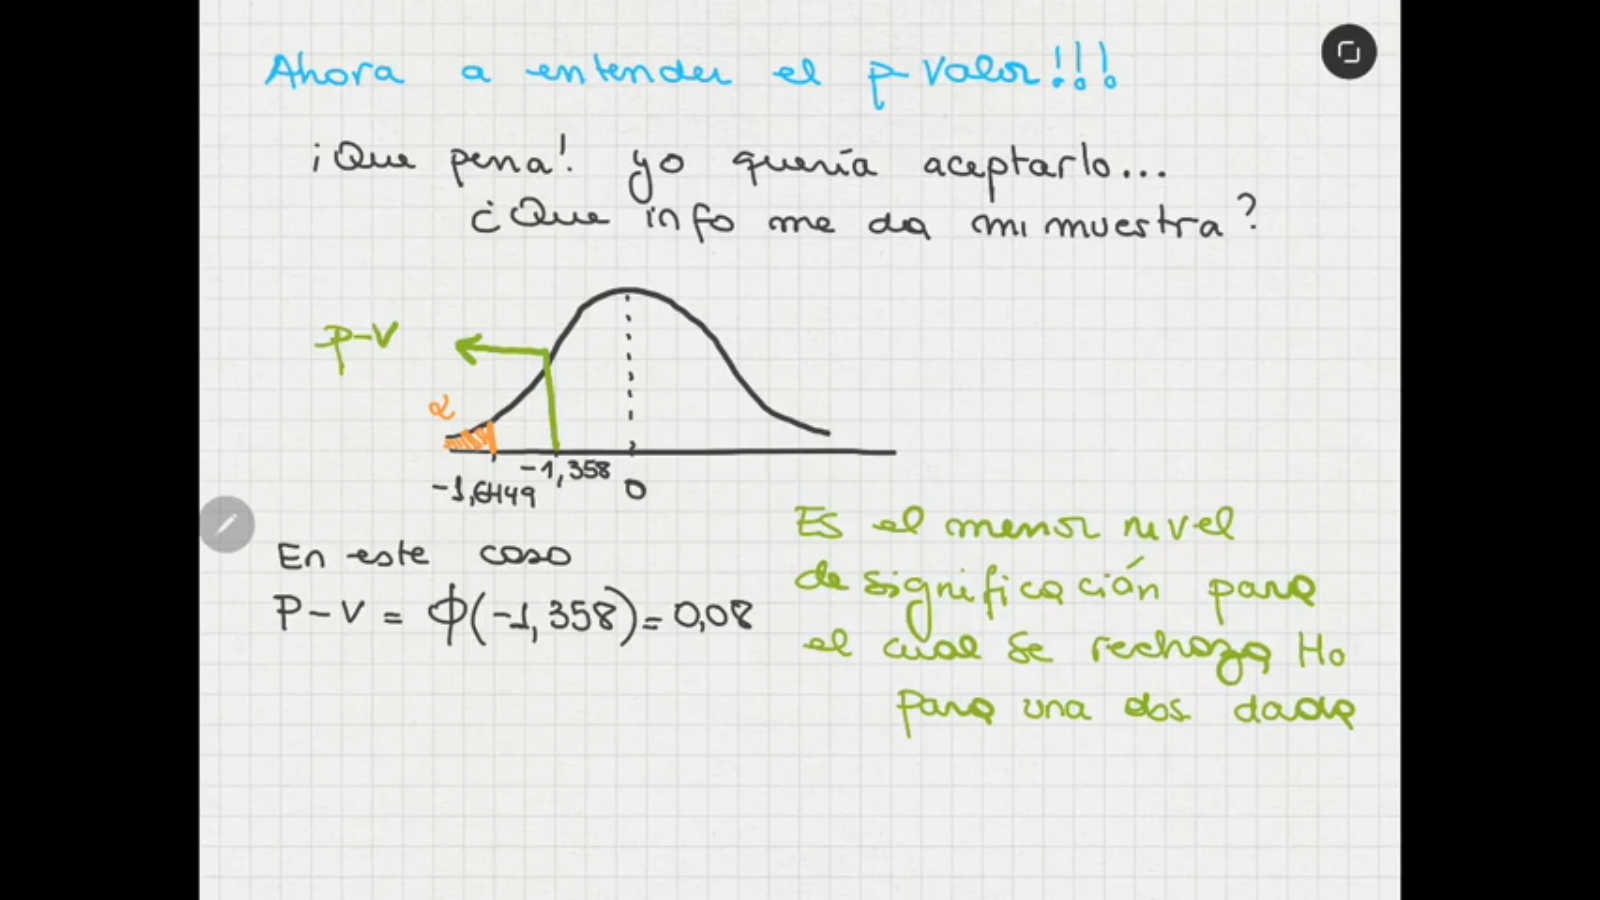 Ahora a entender el p-valor!!!
¡Que pena! yo quería aceptarlo...
¿Que info me da mi muestra?
p-v
α
-1,358
-1,6449
0
En este caso
P-V = ϕ(-1,358) = 0,08
Es el menor nivel
de significación para
el cual se rechaza Ho
para una obs dada